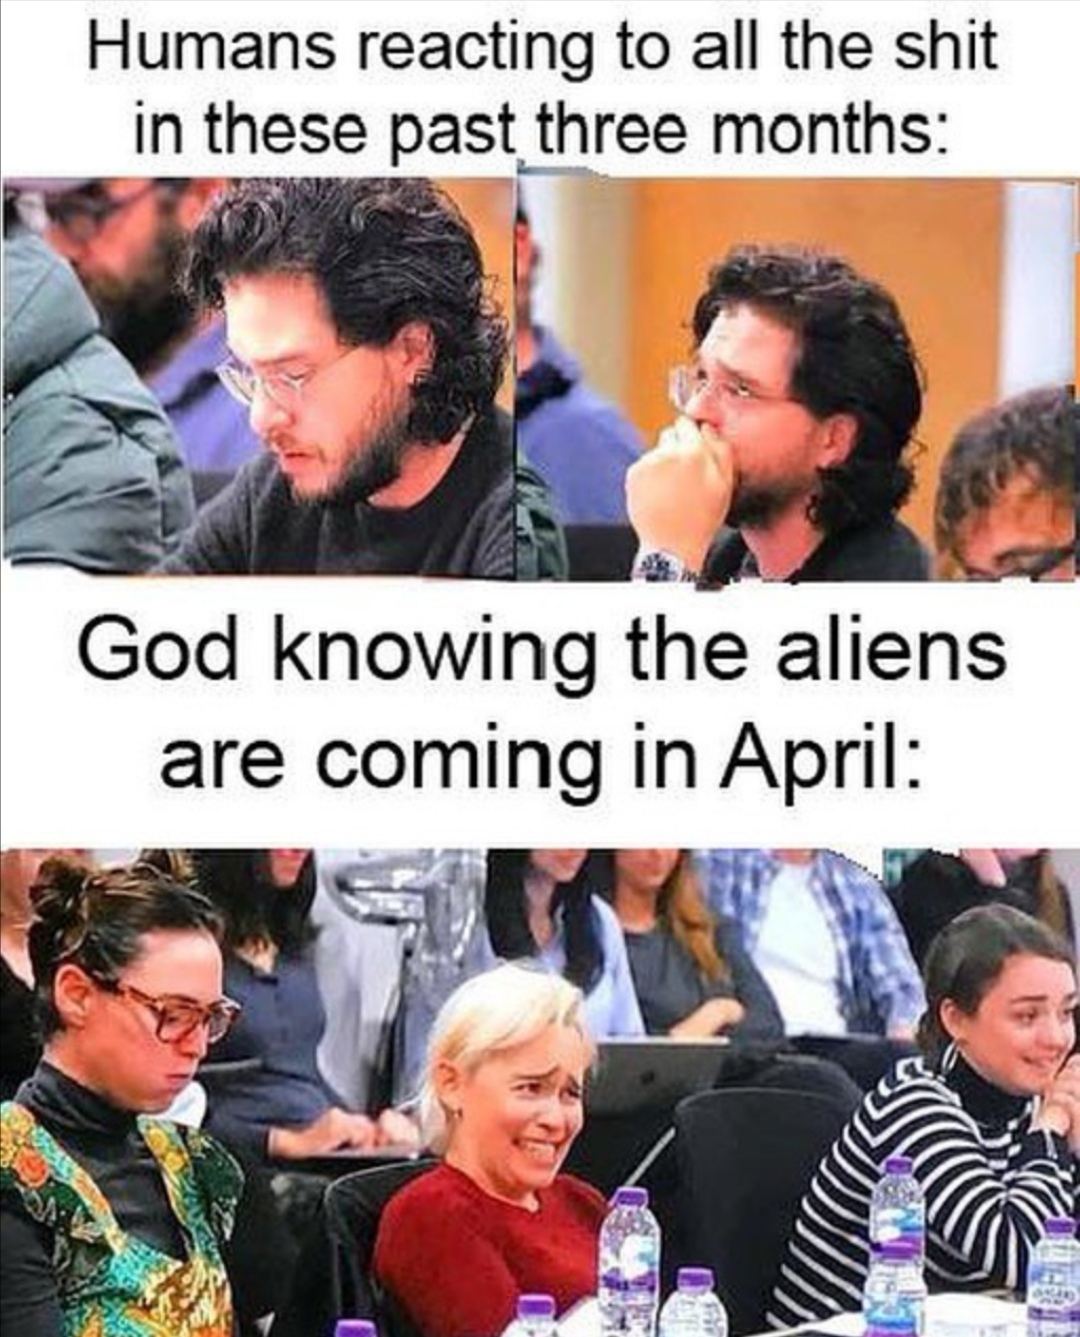 Humans reacting to all the shit
in these past three months:
God knowing the aliens
are coming in April: